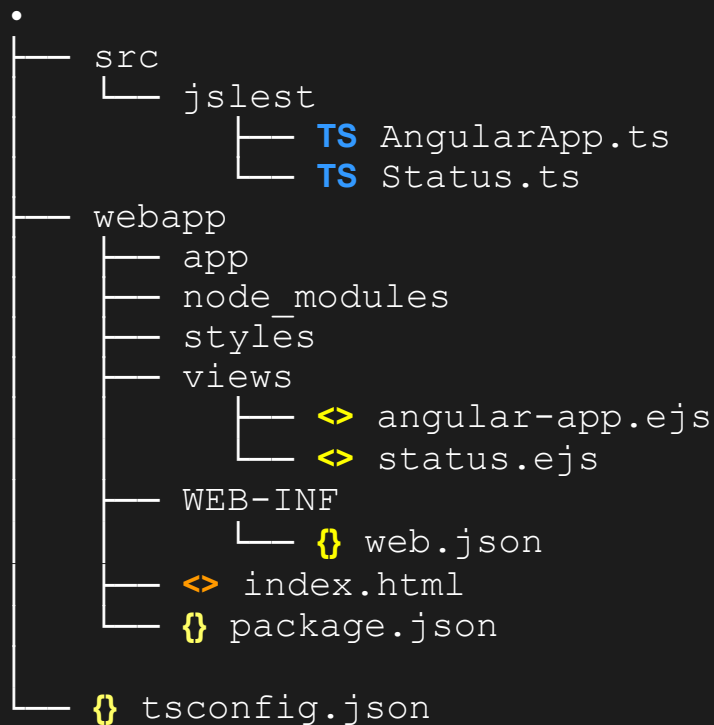 .
├── src
│   └── jslest
│       ├── TS AngularApp.ts
│       └── TS Status.ts
├── webapp
│   ├── app
│   ├── node_modules
│   ├── styles
│   ├── views
│   │   ├── <> angular-app.ejs
│   │   └── <> status.ejs
│   ├── WEB-INF
│   │   └── {} web.json
│   ├── <> index.html
│   └── {} package.json
└── {} tsconfig.json